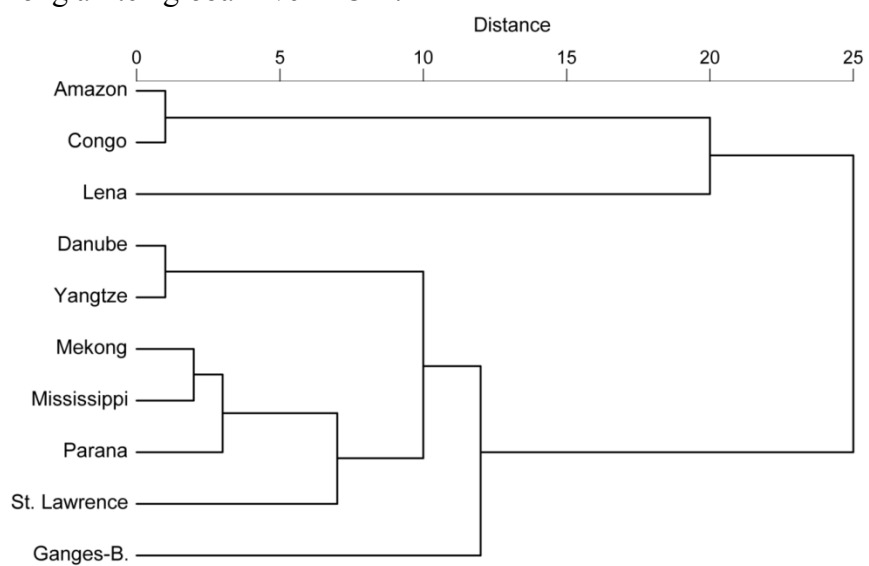 Distance
0 5 10 15 20 25
Amazon
Congo
Lena
Danube
Yangtze
Mekong
Mississippi
Parana
St. Lawrence
Ganges-B.